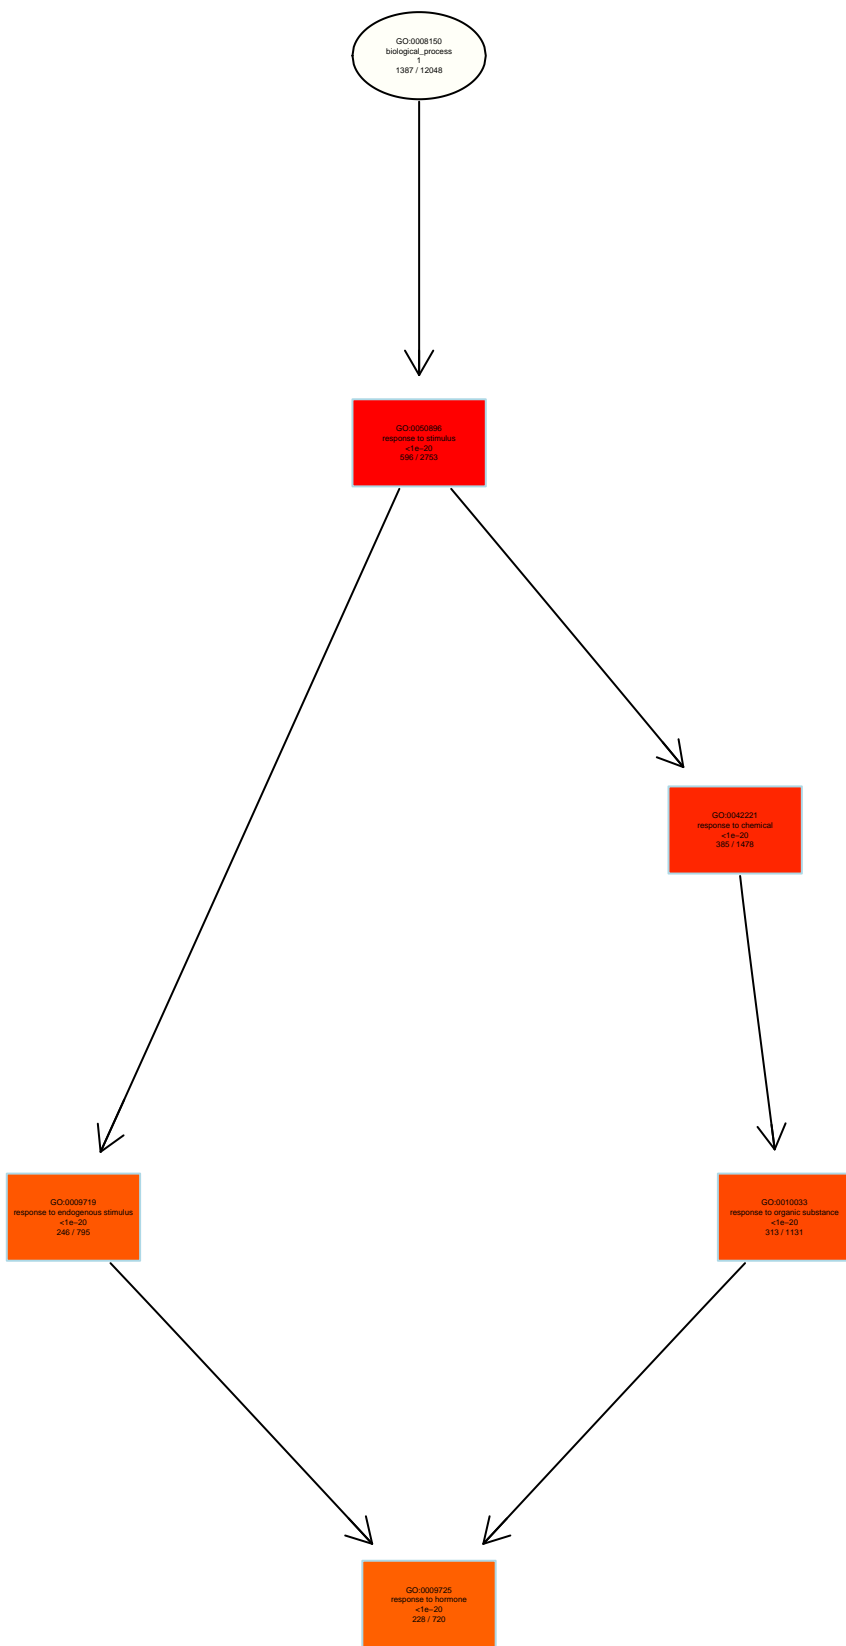 GO:0008150
biological_process
1
1387 / 12048
GO:0050896
response to stimulus
<1e−20
/ 2753
GO:0042221
response to chemical
<1e−20
385 / 1478
GO:0009719
response to endogenous stimulus
<1e−20
246 / 795
GO:0010033
response to organic substance
<1e−20
313 / 1131
GO:0009725
response to hormone
<1e−20
228 / 720